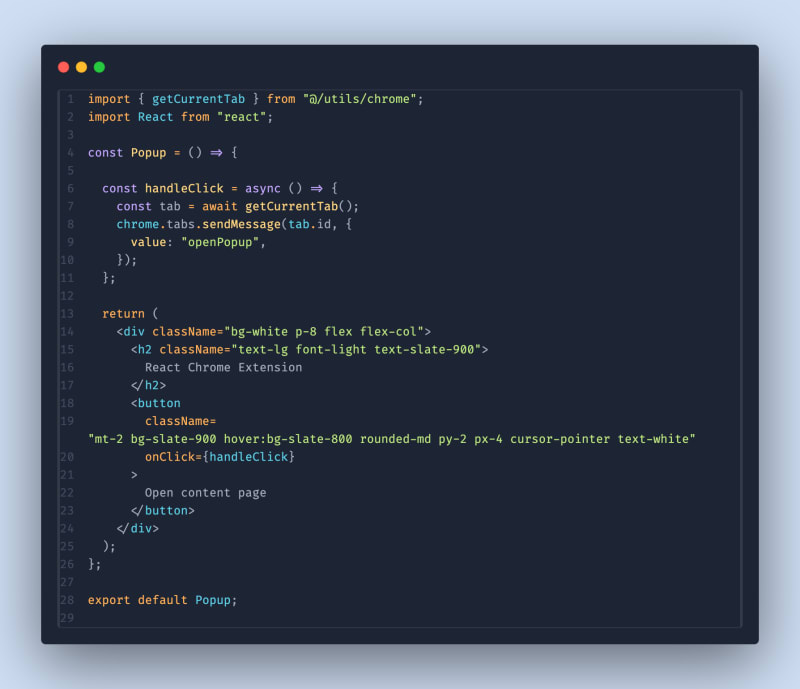 1 import { getCurrentTab } from "@/utils/chrome";
2 import React from "react";
3
4 const Popup = () => {
5
6   const handleClick = async () => {
7     const tab = await getCurrentTab();
8     chrome.tabs.sendMessage(tab.id, {
9       value: "openPopup",
10     });
11   };
12
13   return (
14     <div className="bg-white p-8 flex flex-col">
15       <h2 className="text-lg font-light text-slate-900">
16         React Chrome Extension
17       </h2>
18       <button
19         className=
"mt-2 bg-slate-900 hover:bg-slate-800 rounded-md py-2 px-4 cursor-pointer text-white"
20         onClick={handleClick}
21       >
22         Open content page
23       </button>
24     </div>
25   );
26 };
27
28 export default Popup;
29